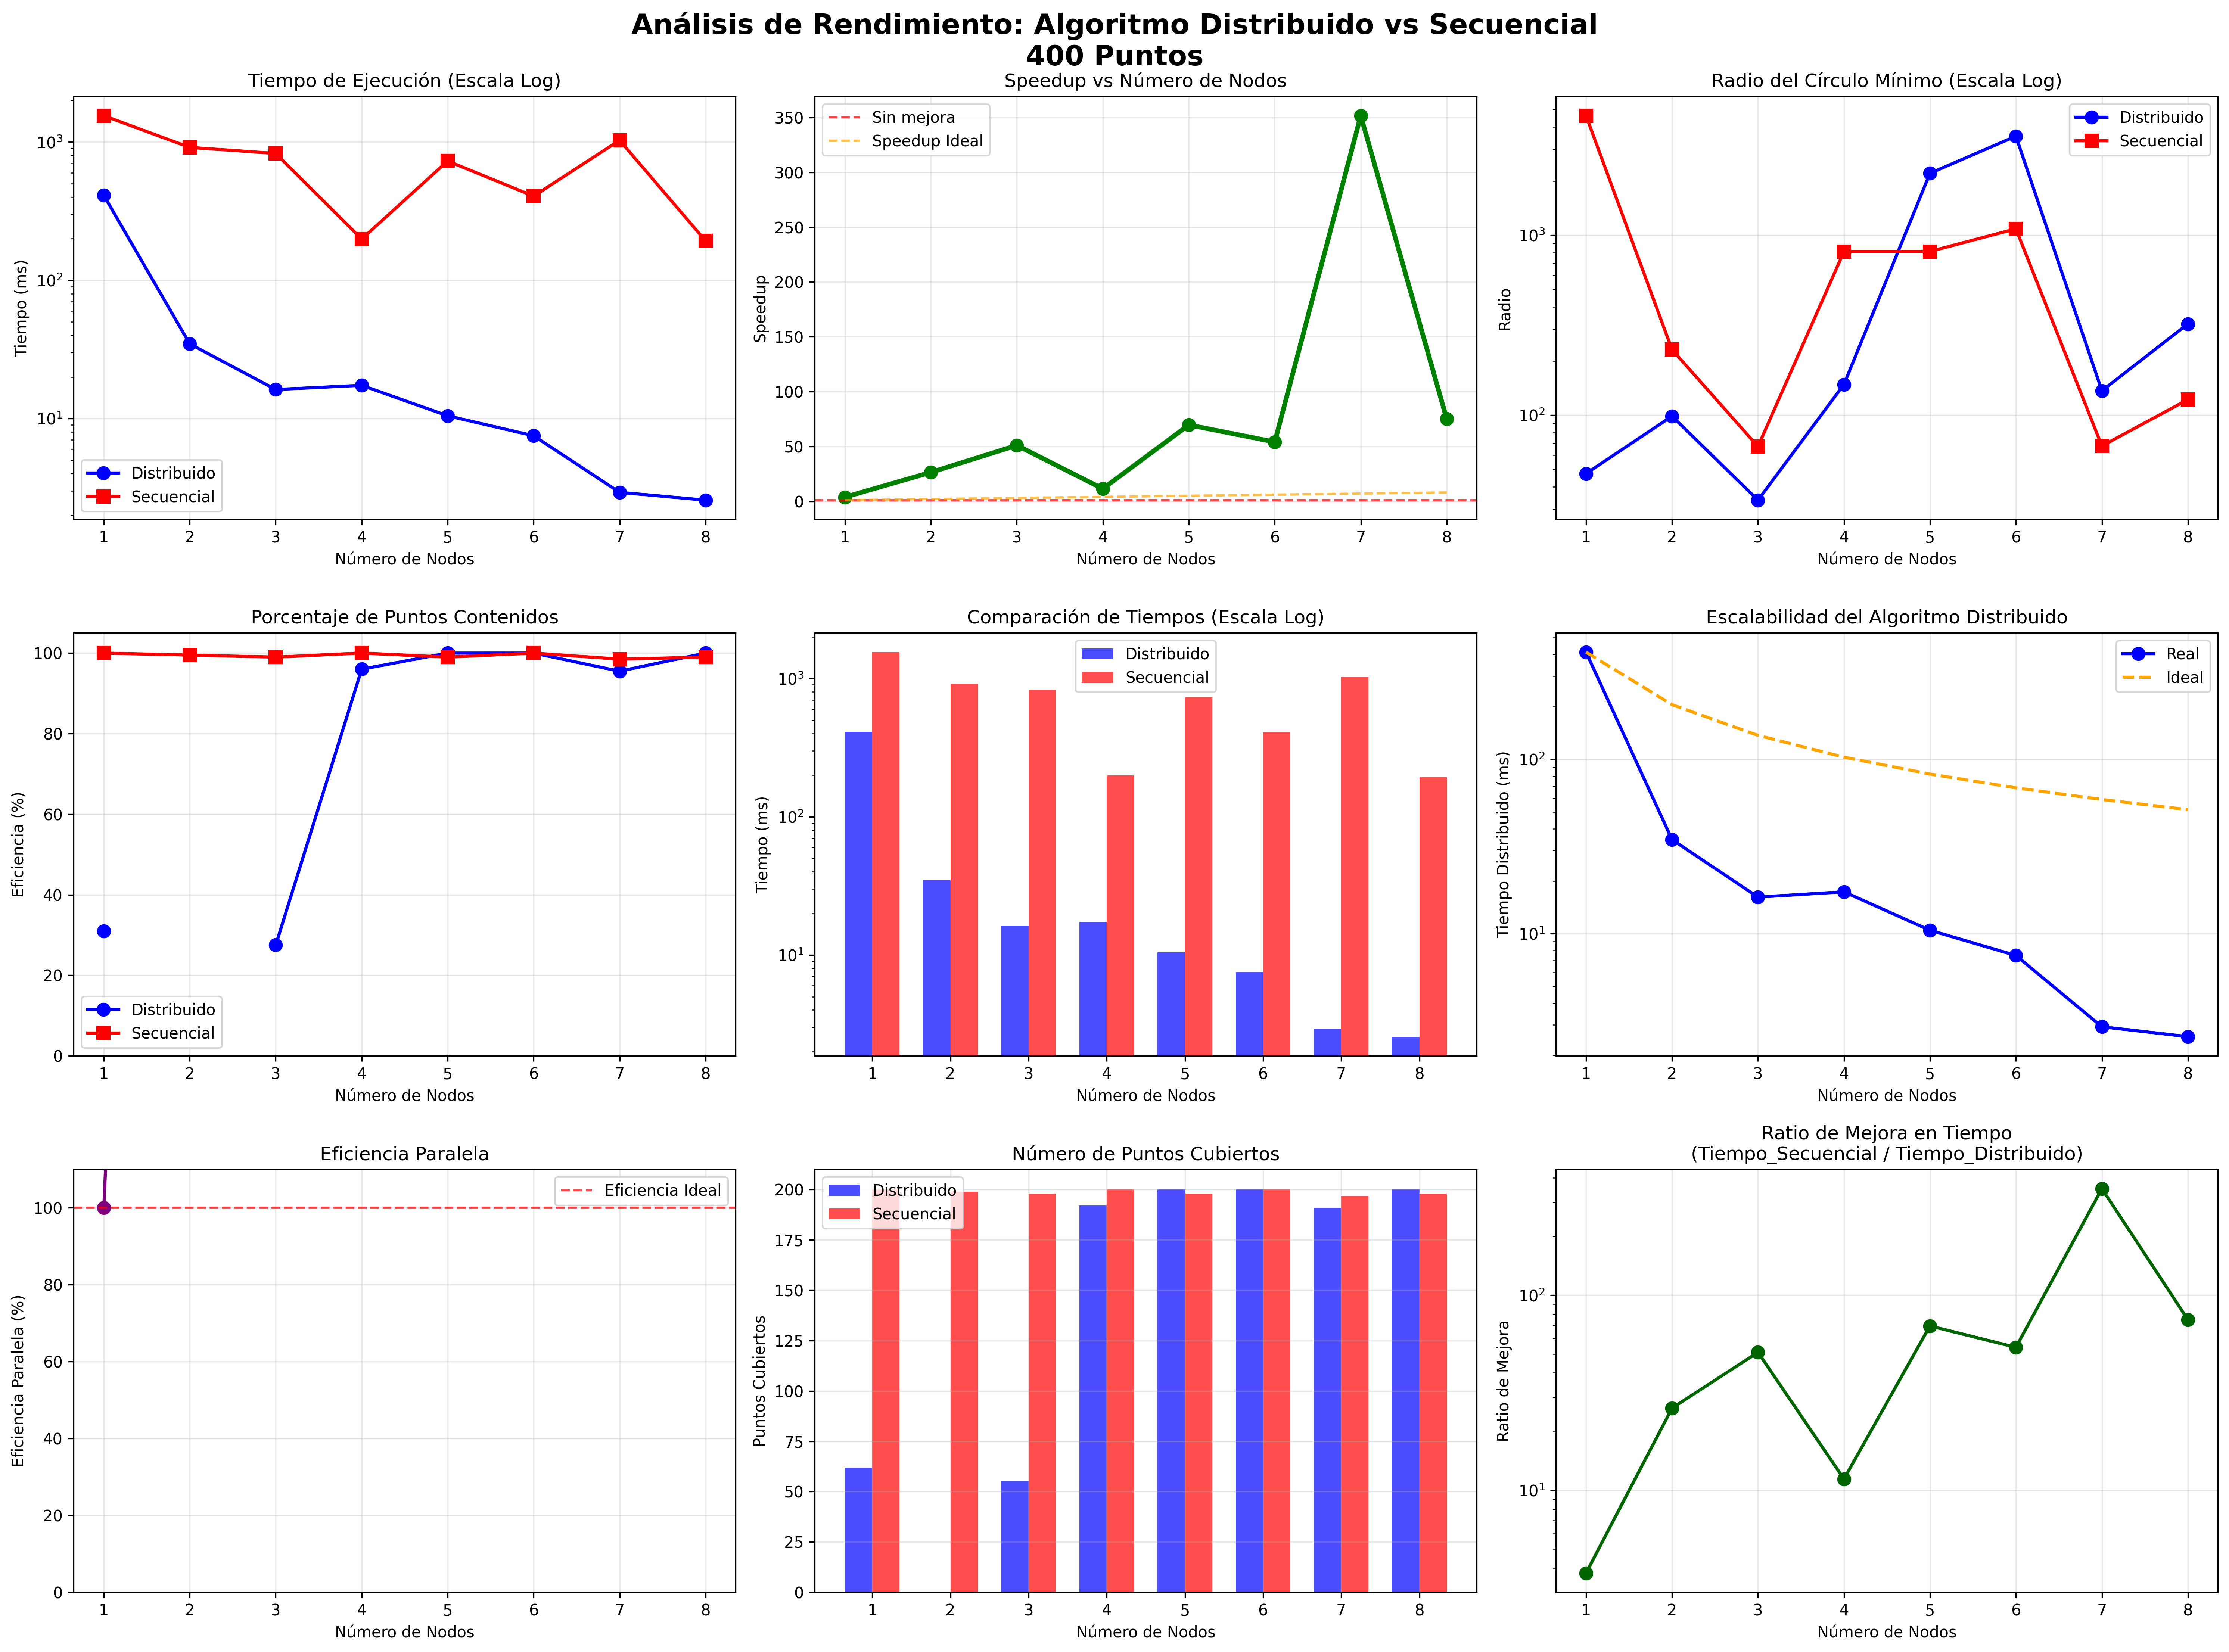 Análisis de Rendimiento: Algoritmo Distribuido vs Secuencial
400 Puntos
Tiempo de Ejecución (Escala Log)
Tiempo (ms)
10³
10²
10¹
Distribuido
Secuencial
1 2 3 4 5 6 7 8
Número de Nodos
Speedup vs Número de Nodos
Speedup
350
300
250
200
150
100
50
0
Sin mejora
Speedup Ideal
1 2 3 4 5 6 7 8
Número de Nodos
Radio del Círculo Mínimo (Escala Log)
Radio
10³
10²
Distribuido
Secuencial
1 2 3 4 5 6 7 8
Número de Nodos
Porcentaje de Puntos Contenidos
Eficiencia (%)
100
80
60
40
20
0
Distribuido
Secuencial
1 2 3 4 5 6 7 8
Número de Nodos
Comparación de Tiempos (Escala Log)
Tiempo (ms)
10³
10²
10¹
Distribuido
Secuencial
1 2 3 4 5 6 7 8
Número de Nodos
Escalabilidad del Algoritmo Distribuido
Tiempo Distribuido (ms)
10²
10¹
Real
Ideal
1 2 3 4 5 6 7 8
Número de Nodos
Eficiencia Paralela
Eficiencia Paralela (%)
100
80
60
40
20
0
Eficiencia Ideal
1 2 3 4 5 6 7 8
Número de Nodos
Número de Puntos Cubiertos
Puntos Cubiertos
200
175
150
125
100
75
50
25
0
Distribuido
Secuencial
1 2 3 4 5 6 7 8
Número de Nodos
Ratio de Mejora en Tiempo
(Tiempo_Secuencial / Tiempo_Distribuido)
Ratio de Mejora
10²
10¹
1 2 3 4 5 6 7 8
Número de Nodos